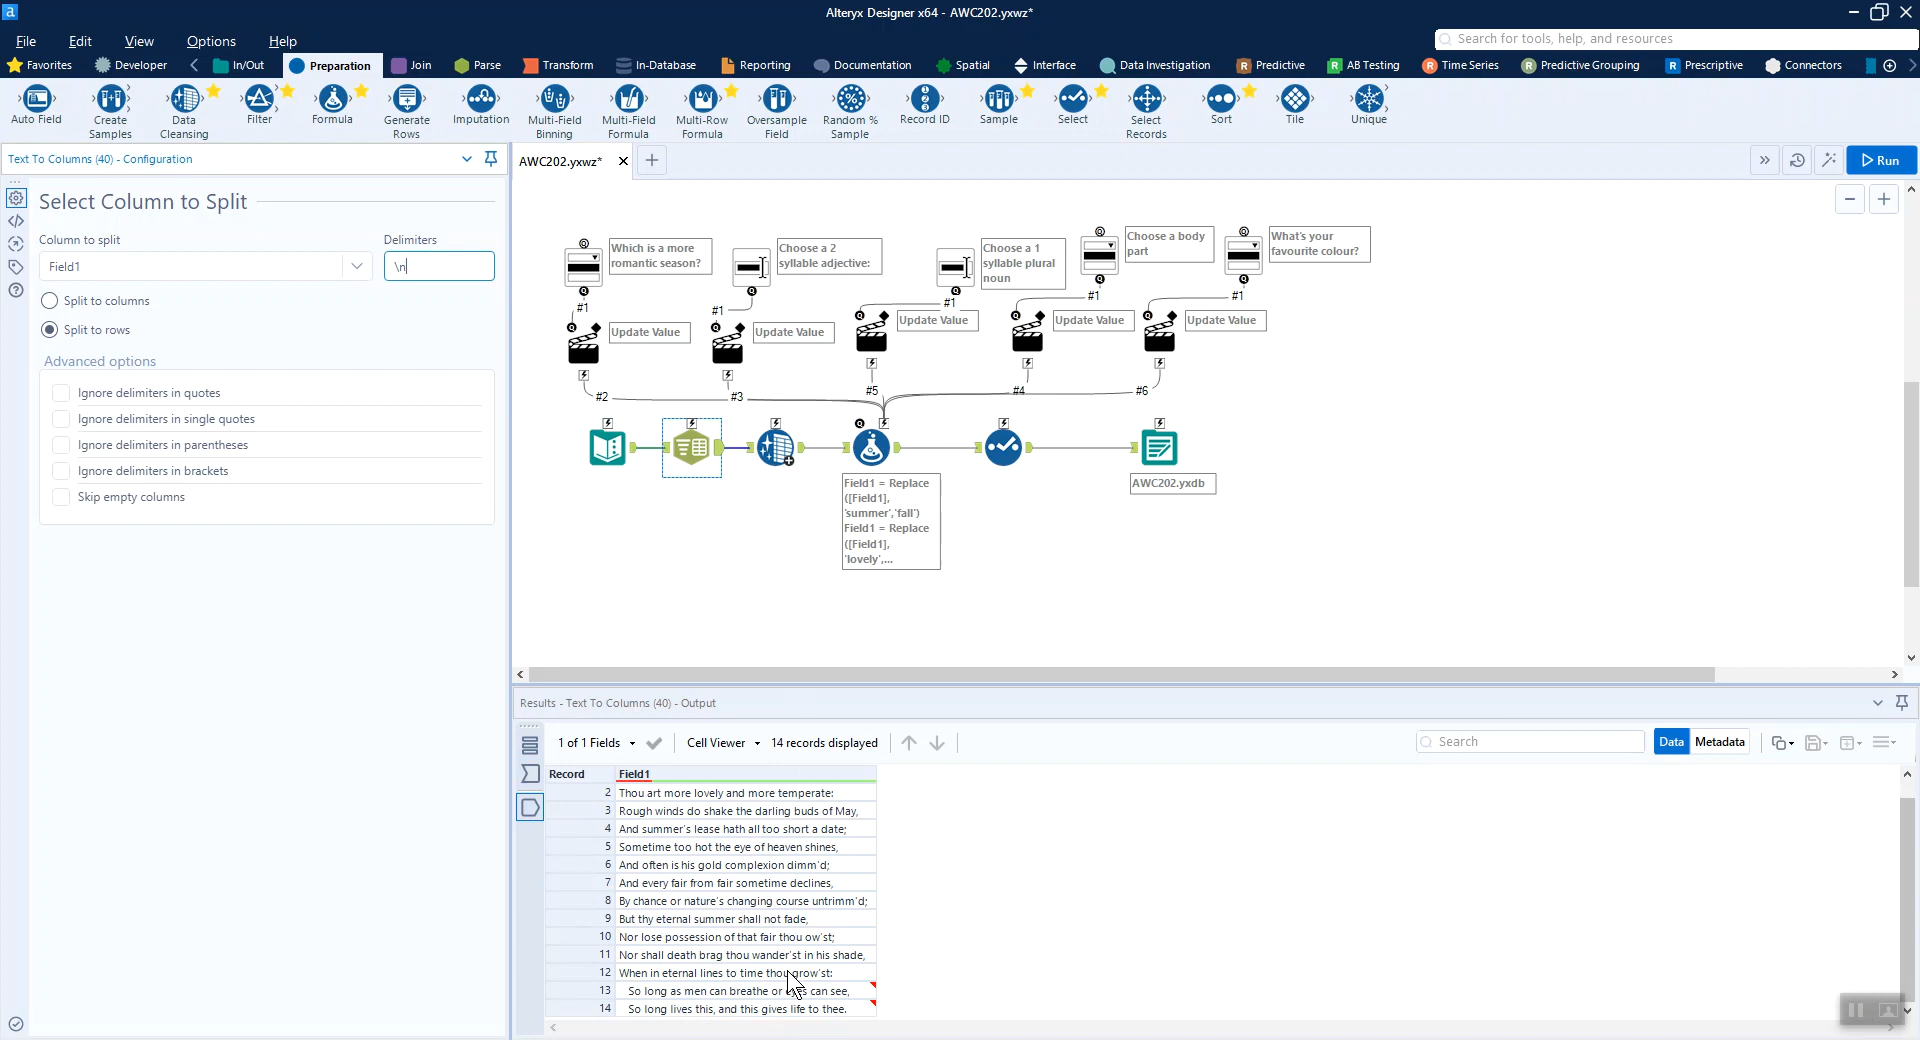 Alteryx Designer x64 - AWC202.yxwz*
File Edit View Options Help
Search for tools, help, and resources
Favorites Developer In/Out Preparation Join Parse Transform In-Database Reporting Documentation Spatial Interface Data Investigation Predictive AB Testing Time Series Predictive Grouping Prescriptive Connectors
Auto Field
Create Samples
Data Cleansing
Filter
Formula
Generate Rows
Imputation
Multi-Field Binning
Multi-Field Formula
Multi-Row Formula
Oversample Field
Random % Sample
Record ID
Sample
Select
Select Records
Sort
Tile
Unique
Text To Columns (40) - Configuration
AWC202.yxwz*
Run
Select Column to Split
Column to split
Delimiters
Field1
\n
Split to columns
Split to rows
Advanced options
Ignore delimiters in quotes
Ignore delimiters in single quotes
Ignore delimiters in parentheses
Ignore delimiters in brackets
Skip empty columns
Which is a more
romantic season?
Choose a 2
syllable adjective:
Choose a 1
syllable plural
noun
Choose a body
part
What's your
favourite colour?
#1 #1 #1 #1 #1
Update Value
Update Value
Update Value
Update Value
Update Value
#2 #3 #5 #4 #6
Field1 = Replace
([Field1],
'summer','fall')
Field1 = Replace
([Field1],
'lovely',...
AWC202.yxdb
Results - Text To Columns (40) - Output
1 of 1 Fields Cell Viewer 14 records displayed
Search
Data Metadata
Record Field1
2 Thou art more lovely and more temperate:
3 Rough winds do shake the darling buds of May,
4 And summer's lease hath all too short a date;
5 Sometime too hot the eye of heaven shines,
6 And often is his gold complexion dimm'd;
7 And every fair from fair sometime declines,
8 By chance or nature's changing course untrimm'd;
9 But thy eternal summer shall not fade,
10 Nor lose possession of that fair thou ow'st;
11 Nor shall death brag thou wander'st in his shade,
12 When in eternal lines to time thou grow'st:
13 So long as men can breathe or eyes can see,
14 So long lives this, and this gives life to thee.